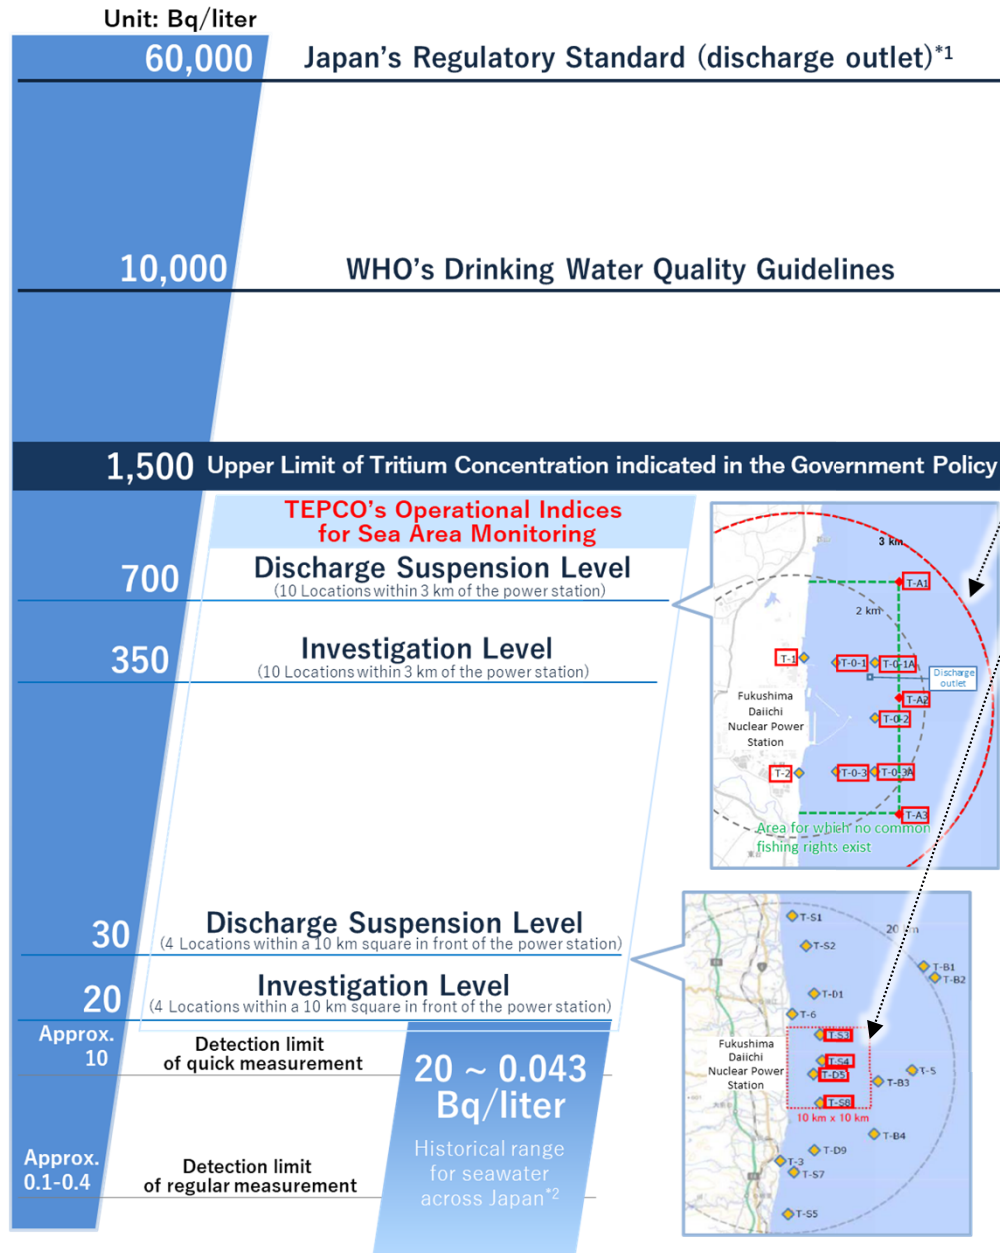 Unit: Bq/liter
60,000 Japan's Regulatory Standard (discharge outlet)*1
10,000 WHO's Drinking Water Quality Guidelines
1,500 Upper Limit of Tritium Concentration indicated in the Government Policy
TEPCO's Operational Indices
for Sea Area Monitoring
700 Discharge Suspension Level
(10 Locations within 3 km of the power station)
350 Investigation Level
(10 Locations within 3 km of the power station)
3 km
T-A1
2 km
T-1
T-0-1
T-0-1A
Discharge
outlet
T-A2
Fukushima
Daiichi
Nuclear Power
Station
T-0-2
T-2
T-0-3
T-0-3A
T-A3
Area for which no common
fishing rights exist
30 Discharge Suspension Level
(4 Locations within a 10 km square in front of the power station)
20 Investigation Level
(4 Locations within a 10 km square in front of the power station)
Approx.
10
Detection limit
of quick measurement
20 ~ 0.043
Bq/liter
Historical range
for seawater
across Japan*2
Approx.
0.1-0.4
Detection limit
of regular measurement
T-S1
20 km
T-S2
T-B1
T-B2
T-D1
T-6
T-S3
Fukushima
Daiichi
Nuclear Power
Station
T-S4
T-D5
T-5
T-B3
T-S8
10 km x 10 km
T-B4
T-D9
T-3
T-S7
T-S5